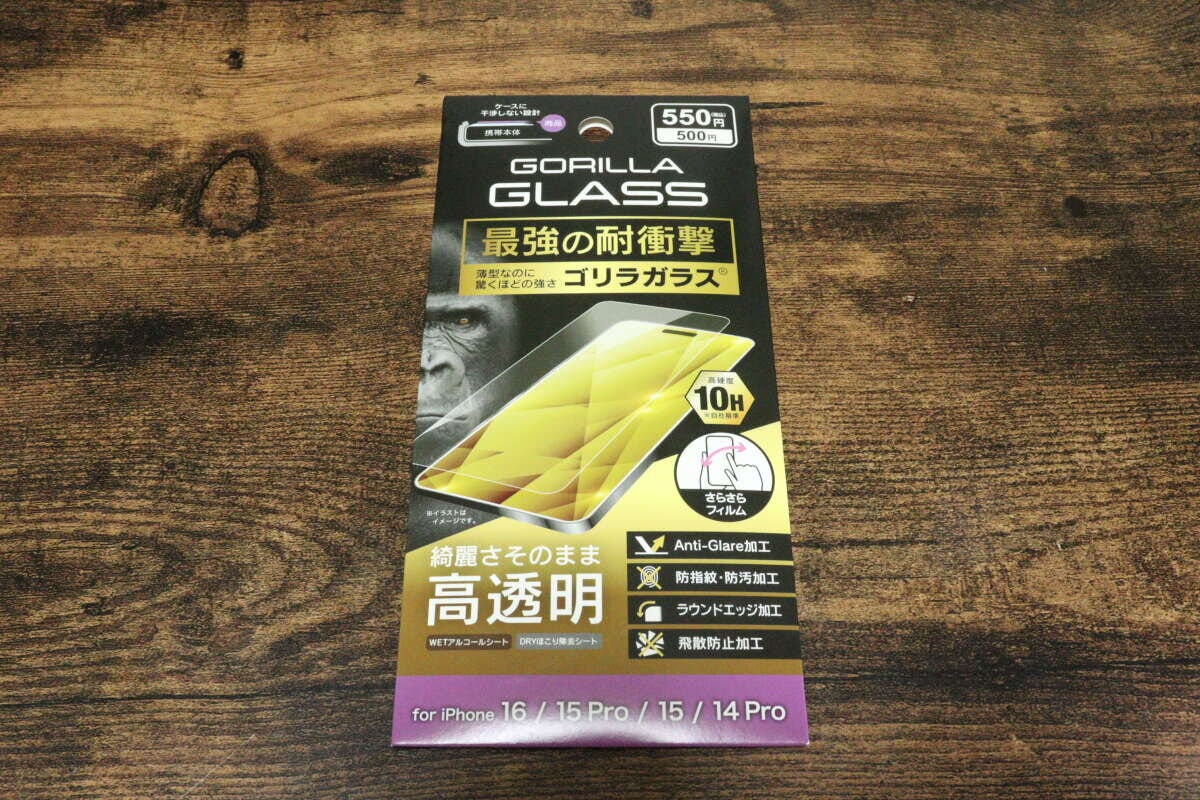 ケースに
干渉しない設計
携帯本体
商品
550円(税込)
500円
GORILLA
GLASS
最強の耐衝撃
薄型なのに
驚くほどの強さ
ゴリラガラス®
高硬度
10H
※自社基準
さらさら
フィルム
※イラストは
イメージです。
綺麗さそのまま
高透明
WETアルコールシート
DRYほこり除去シート
Anti-Glare加工
防指紋・防汚加工
ラウンドエッジ加工
飛散防止加工
for iPhone 16 / 15 Pro / 15 / 14 Pro